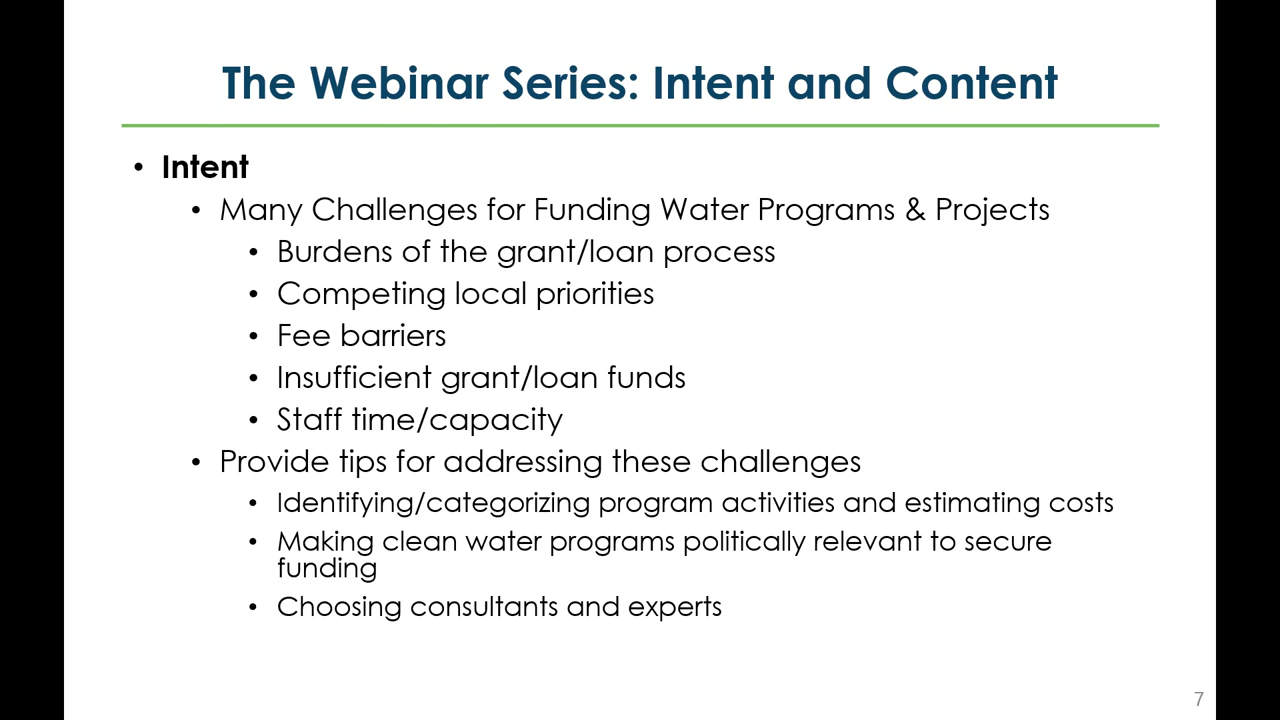 The Webinar Series: Intent and Content
• Intent
• Many Challenges for Funding Water Programs & Projects
• Burdens of the grant/loan process
• Competing local priorities
• Fee barriers
• Insufficient grant/loan funds
• Staff time/capacity
• Provide tips for addressing these challenges
• Identifying/categorizing program activities and estimating costs
• Making clean water programs politically relevant to secure
funding
• Choosing consultants and experts
7